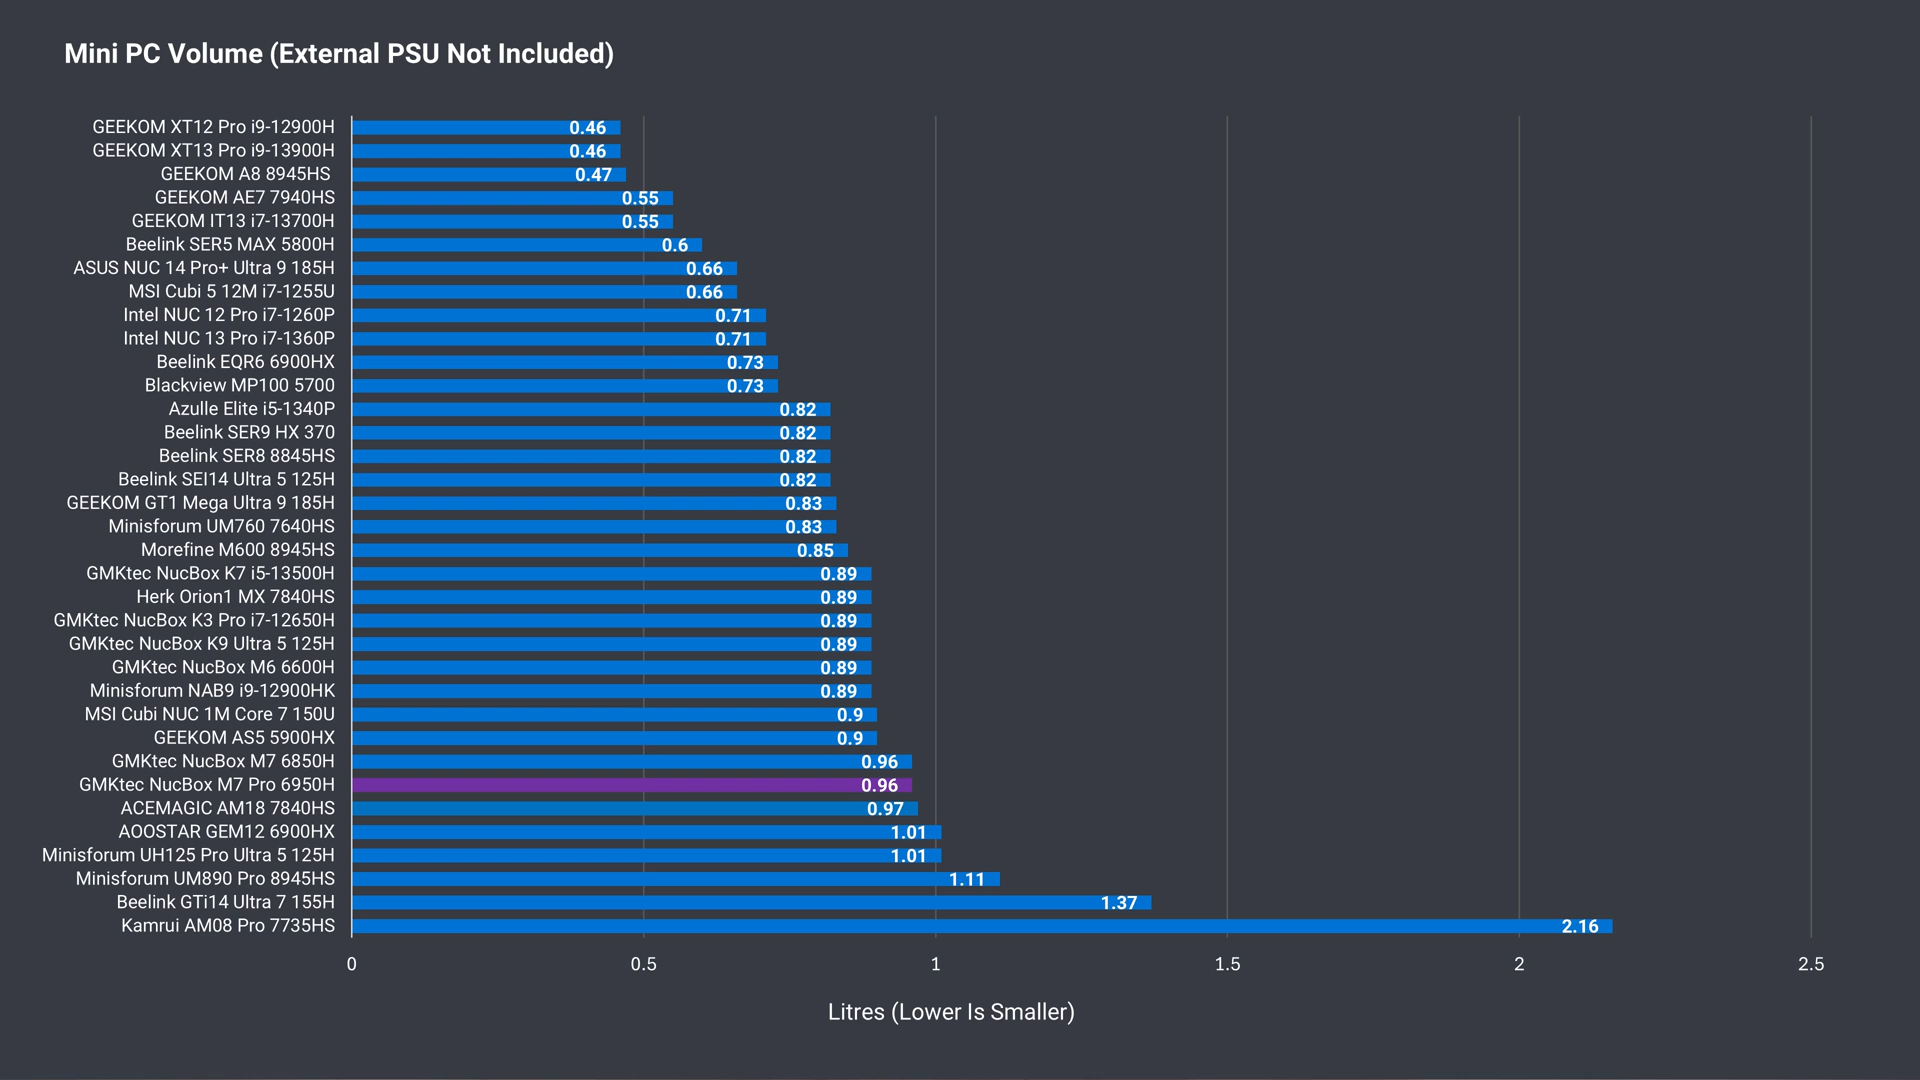 Mini PC Volume (External PSU Not Included)
GEEKOM XT12 Pro i9-12900H 0.46
GEEKOM XT13 Pro i9-13900H 0.46
GEEKOM A8 8945HS 0.47
GEEKOM AE7 7940HS 0.55
GEEKOM IT13 i7-13700H 0.55
Beelink SER5 MAX 5800H 0.6
ASUS NUC 14 Pro+ Ultra 9 185H 0.66
MSI Cubi 5 12M i7-1255U 0.66
Intel NUC 12 Pro i7-1260P 0.71
Intel NUC 13 Pro i7-1360P 0.71
Beelink EQR6 6900HX 0.73
Blackview MP100 5700 0.73
Azulle Elite i5-1340P 0.82
Beelink SER9 HX 370 0.82
Beelink SER8 8845HS 0.82
Beelink SEI14 Ultra 5 125H 0.82
GEEKOM GT1 Mega Ultra 9 185H 0.83
Minisforum UM760 7640HS 0.83
Morefine M600 8945HS 0.85
GMKtec NucBox K7 i5-13500H 0.89
Herk Orion1 MX 7840HS 0.89
GMKtec NucBox K3 Pro i7-12650H 0.89
GMKtec NucBox K9 Ultra 5 125H 0.89
GMKtec NucBox M6 6600H 0.89
Minisforum NAB9 i9-12900HK 0.89
MSI Cubi NUC 1M Core 7 150U 0.9
GEEKOM AS5 5900HX 0.9
GMKtec NucBox M7 6850H 0.96
GMKtec NucBox M7 Pro 6950H 0.96
ACEMAGIC AM18 7840HS 0.97
AOOSTAR GEM12 6900HX 1.01
Minisforum UH125 Pro Ultra 5 125H 1.01
Minisforum UM890 Pro 8945HS 1.11
Beelink GTi14 Ultra 7 155H 1.37
Kamrui AM08 Pro 7735HS 2.16
0 0.5 1 1.5 2 2.5
Litres (Lower Is Smaller)